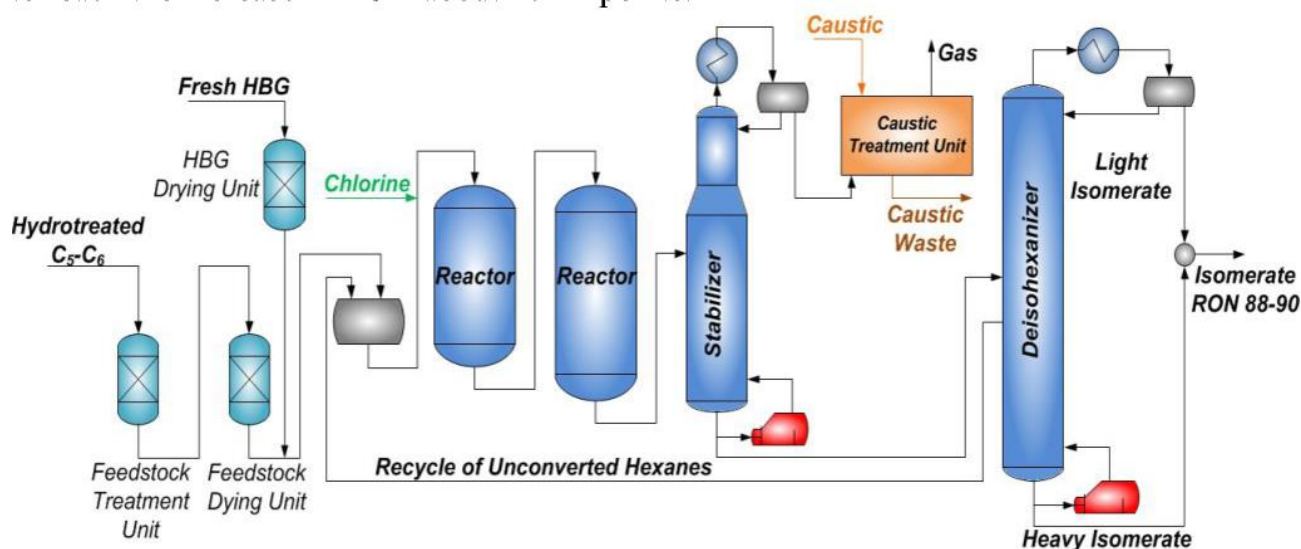 Fresh HBG
HBG
Drying Unit
Hydrotreated
C₅-C₆
Feedstock
Treatment
Unit
Feedstock
Dying Unit
Chlorine
Reactor
Reactor
Stabilizer
Recycle of Unconverted Hexanes
Caustic
Gas
Caustic
Treatment Unit
Caustic
Waste
Deisohexanizer
Light
Isomerate
Isomerate
RON 88-90
Heavy Isomerate